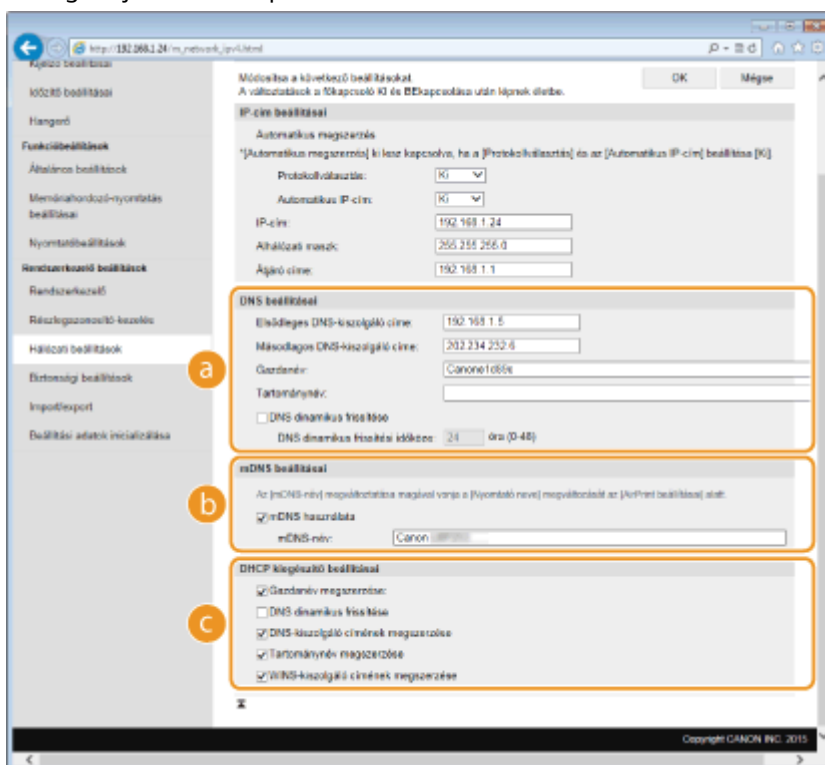 http://192.168.1.24/m_network_ipv4.html
Kijelző beállításai
Módosítsa a következő beállításokat.
OK
Mégse
A változtatások a főkapcsoló KI és BEkapcsolása után lépnek életbe.
Időzítő beállításai
Hangerő
Funkcióbeállítások
Általános beállítások
Memóriahordozó-nyomtatás
beállításai
Nyomtatóbeállítások
Rendszerkezelő beállítások
Rendszerkezelő
Részlegazonosító-kezelés
Hálózati beállítások
Biztonsági beállítások
Import/export
Beállítási adatok inicializálása
IP-cím beállításai
Automatikus megszerzés
*[Automatikus megszerzés] ki lesz kapcsolva, ha a [Protokollválasztás] és az [Automatikus IP-cím] beállítása [Ki].
Protokollválasztás: Ki
Automatikus IP-cím: Ki
IP-cím: 192.168.1.24
Alhálózati maszk: 255.255.255.0
Átjáró címe: 192.168.1.1
a
DNS beállításai
Elsődleges DNS-kiszolgáló címe: 192.168.1.5
Másodlagos DNS-kiszolgáló címe: 202.234.232.6
Gazdanév: Canone1d89s
Tartománynév:
DNS dinamikus frissítése
DNS dinamikus frissítési időköze: 24 óra (0-48)
b
mDNS beállításai
Az [mDNS-név] megváltoztatása magával vonja a [Nyomtató neve] megváltozását az [AirPrint beállításai] alatt.
mDNS használata
mDNS-név: Canon
c
DHCP kiegészítő beállításai
Gazdanév megszerzése:
DNS dinamikus frissítése
DNS-kiszolgáló címének megszerzése
Tartománynév megszerzése
WINS-kiszolgáló címének megszerzése
Copyright CANON INC. 2015